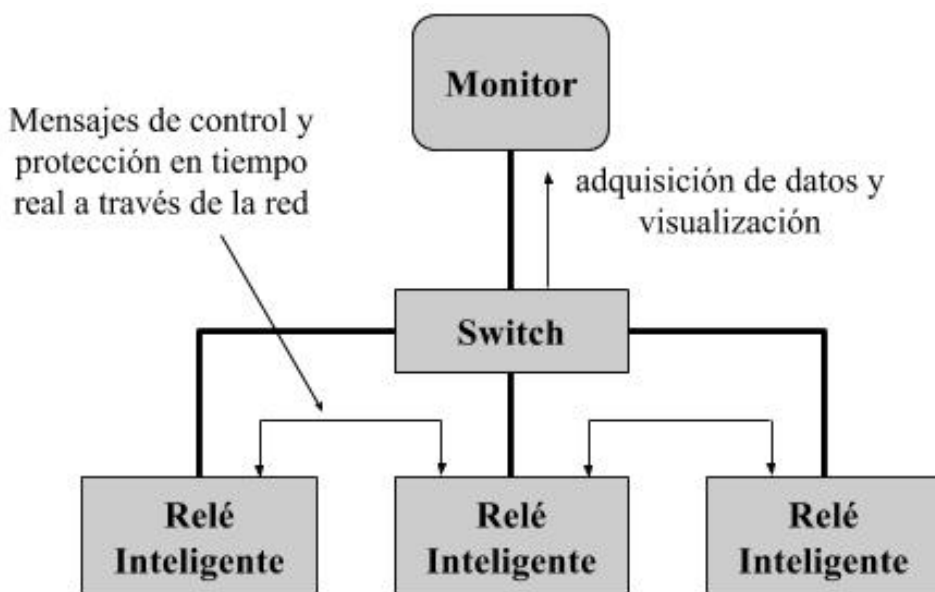 Monitor
Mensajes de control y
protección en tiempo
real a través de la red
adquisición de datos y
visualización
Switch
Relé
Inteligente
Relé
Inteligente
Relé
Inteligente